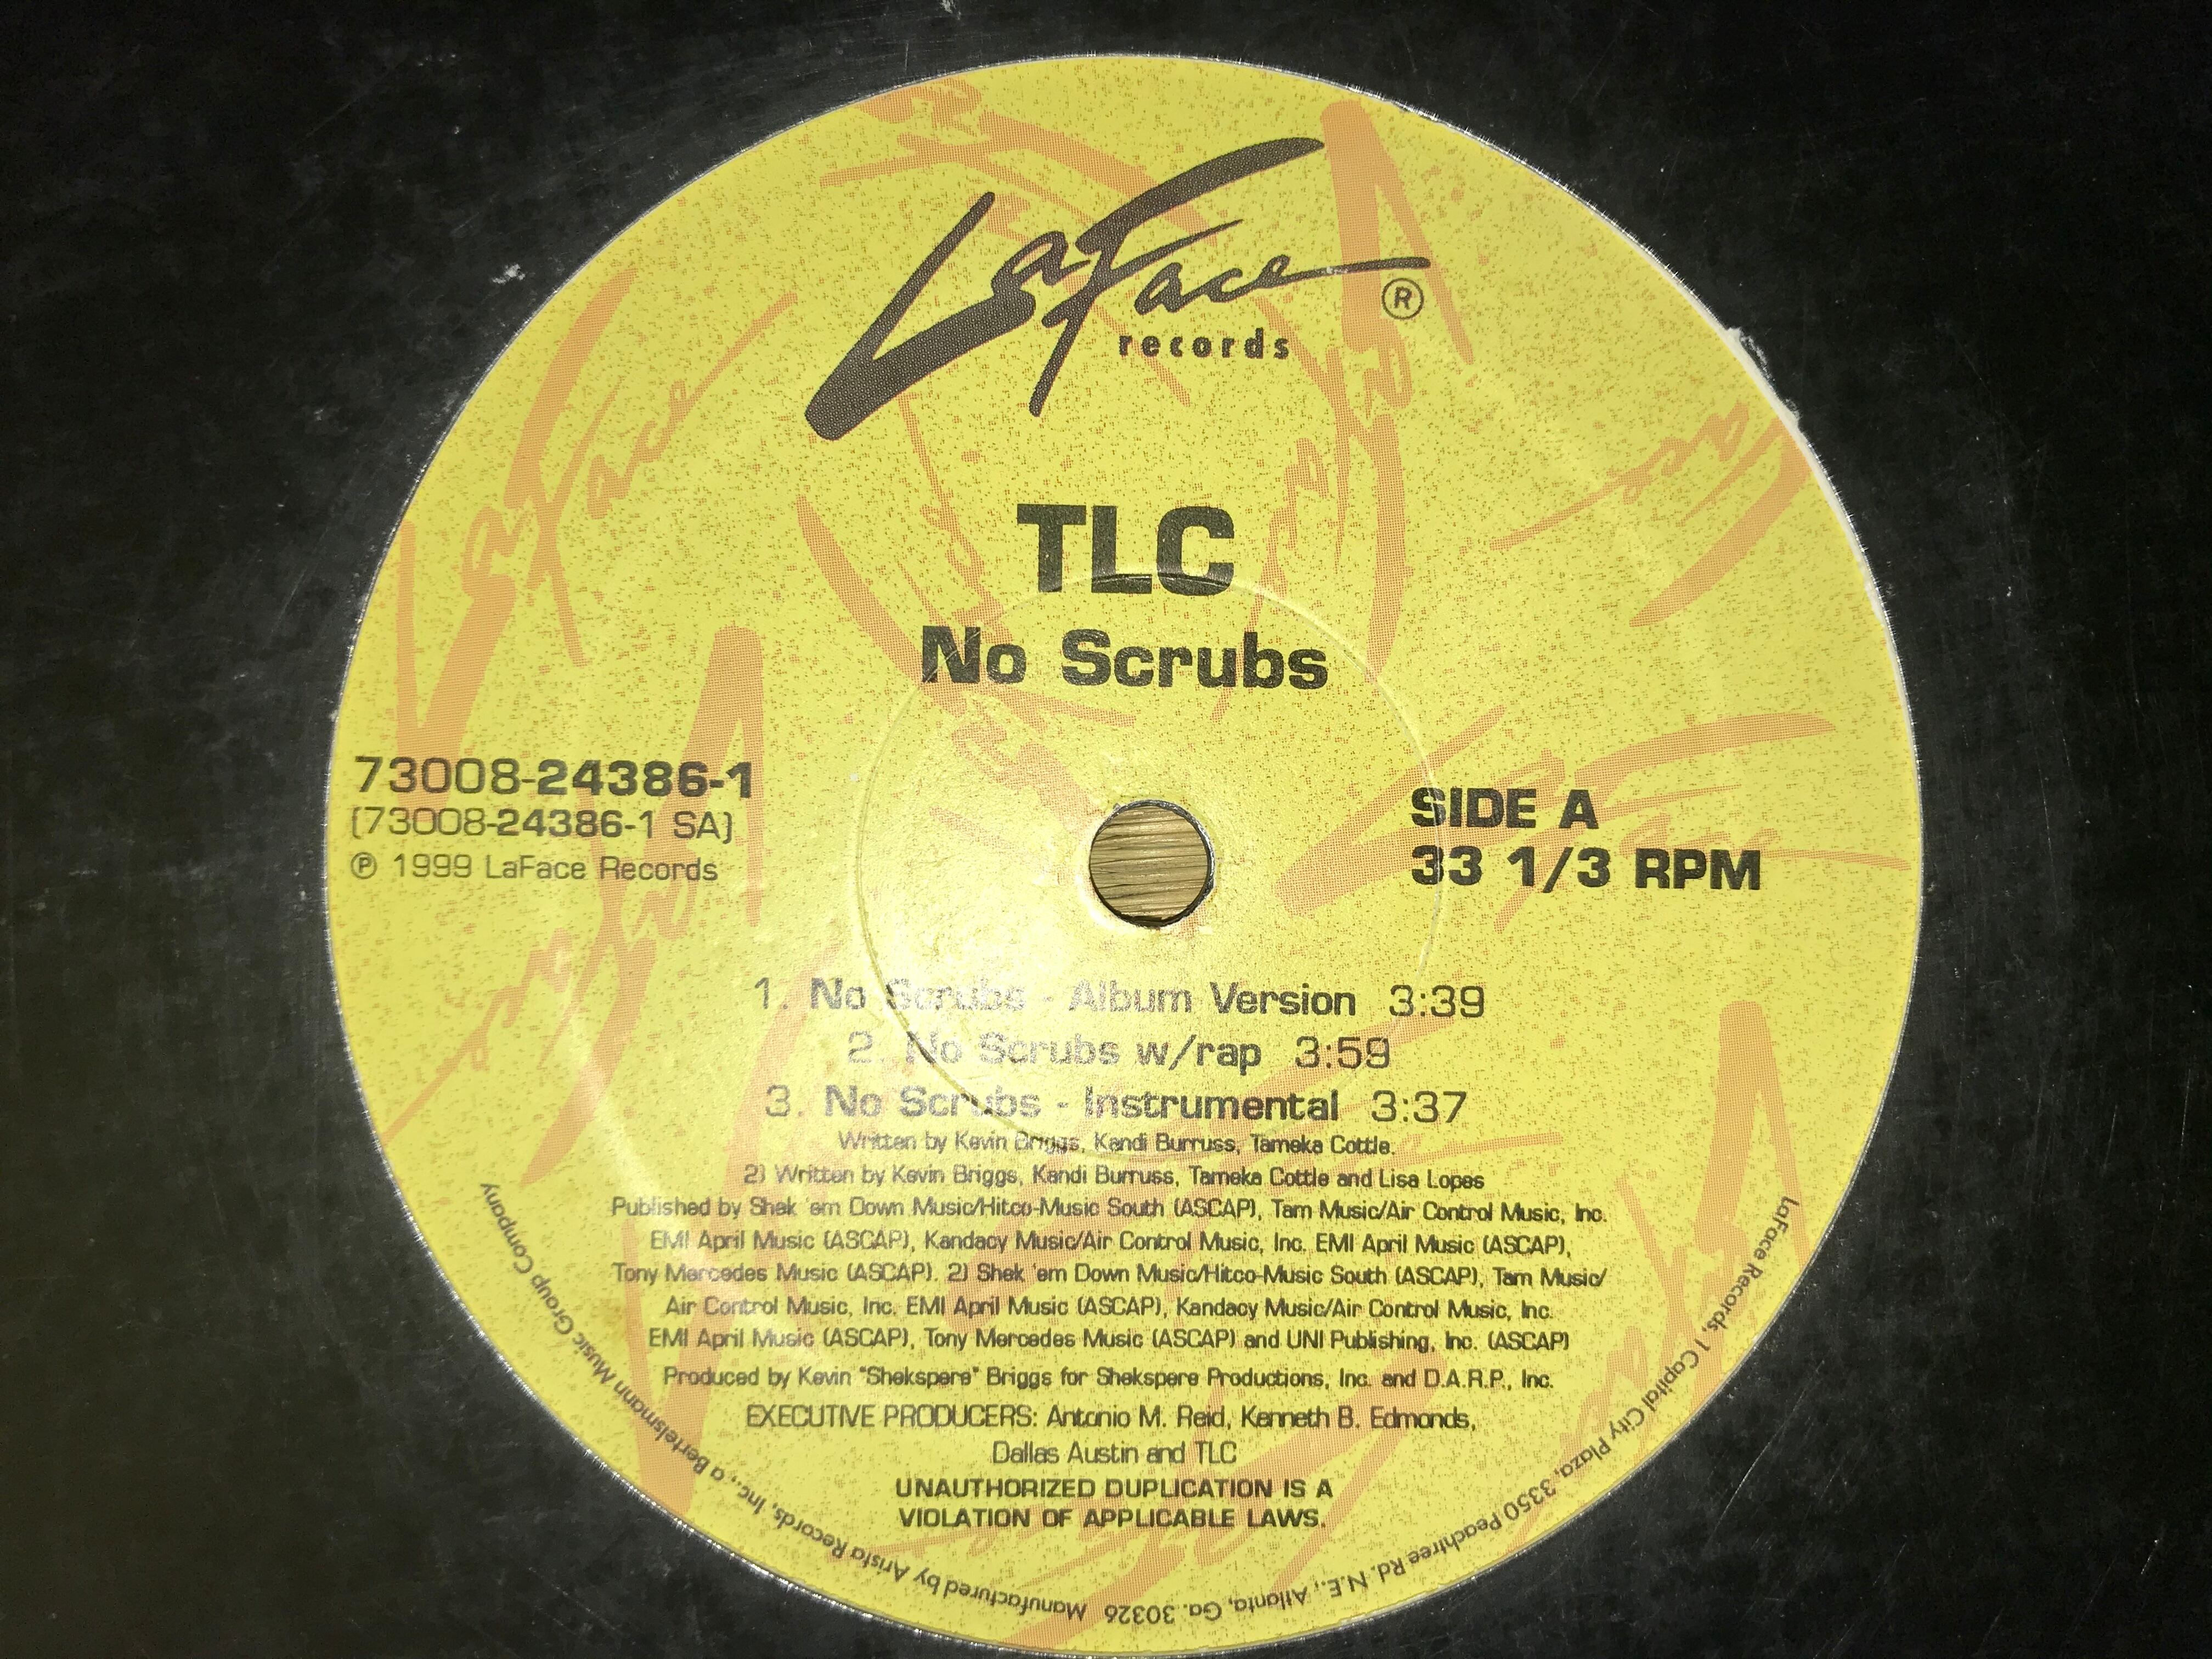 LaFace ®
records
TLC
No Scrubs
73008-24386-1
(73008-24386-1 SA)
℗ 1999 LaFace Records
SIDE A
33 1/3 RPM
1. No Scrubs - Album Version 3:39
2. No Scrubs w/rap 3:59
3. No Scrubs - Instrumental 3:37
Written by Kevin Briggs, Kandi Burruss, Tameka Cottle.
2) Written by Kevin Briggs, Kandi Burruss, Tameka Cottle and Lisa Lopes
Published by Shek 'em Down Music/Hitco-Music South (ASCAP), Tam Music/Air Control Music, Inc.
EMI April Music (ASCAP), Kandacy Music/Air Control Music, Inc. EMI April Music (ASCAP),
Tony Mercedes Music (ASCAP). 2) Shek 'em Down Music/Hitco-Music South (ASCAP), Tam Music/
Air Control Music, Inc. EMI April Music (ASCAP), Kandacy Music/Air Control Music, Inc.
EMI April Music (ASCAP), Tony Mercedes Music (ASCAP) and UNI Publishing, Inc. (ASCAP)
Produced by Kevin "Shekspere" Briggs for Shekspere Productions, Inc. and D.A.R.P., Inc.
EXECUTIVE PRODUCERS: Antonio M. Reid, Kenneth B. Edmonds,
Dallas Austin and TLC
UNAUTHORIZED DUPLICATION IS A
VIOLATION OF APPLICABLE LAWS.
LaFace Records, 1 Capital City Plaza, 3350 Peachtree Rd. N.E., Atlanta, Ga. 30326 Manufactured by Arista Records, Inc., a Bertelsmann Music Group Company